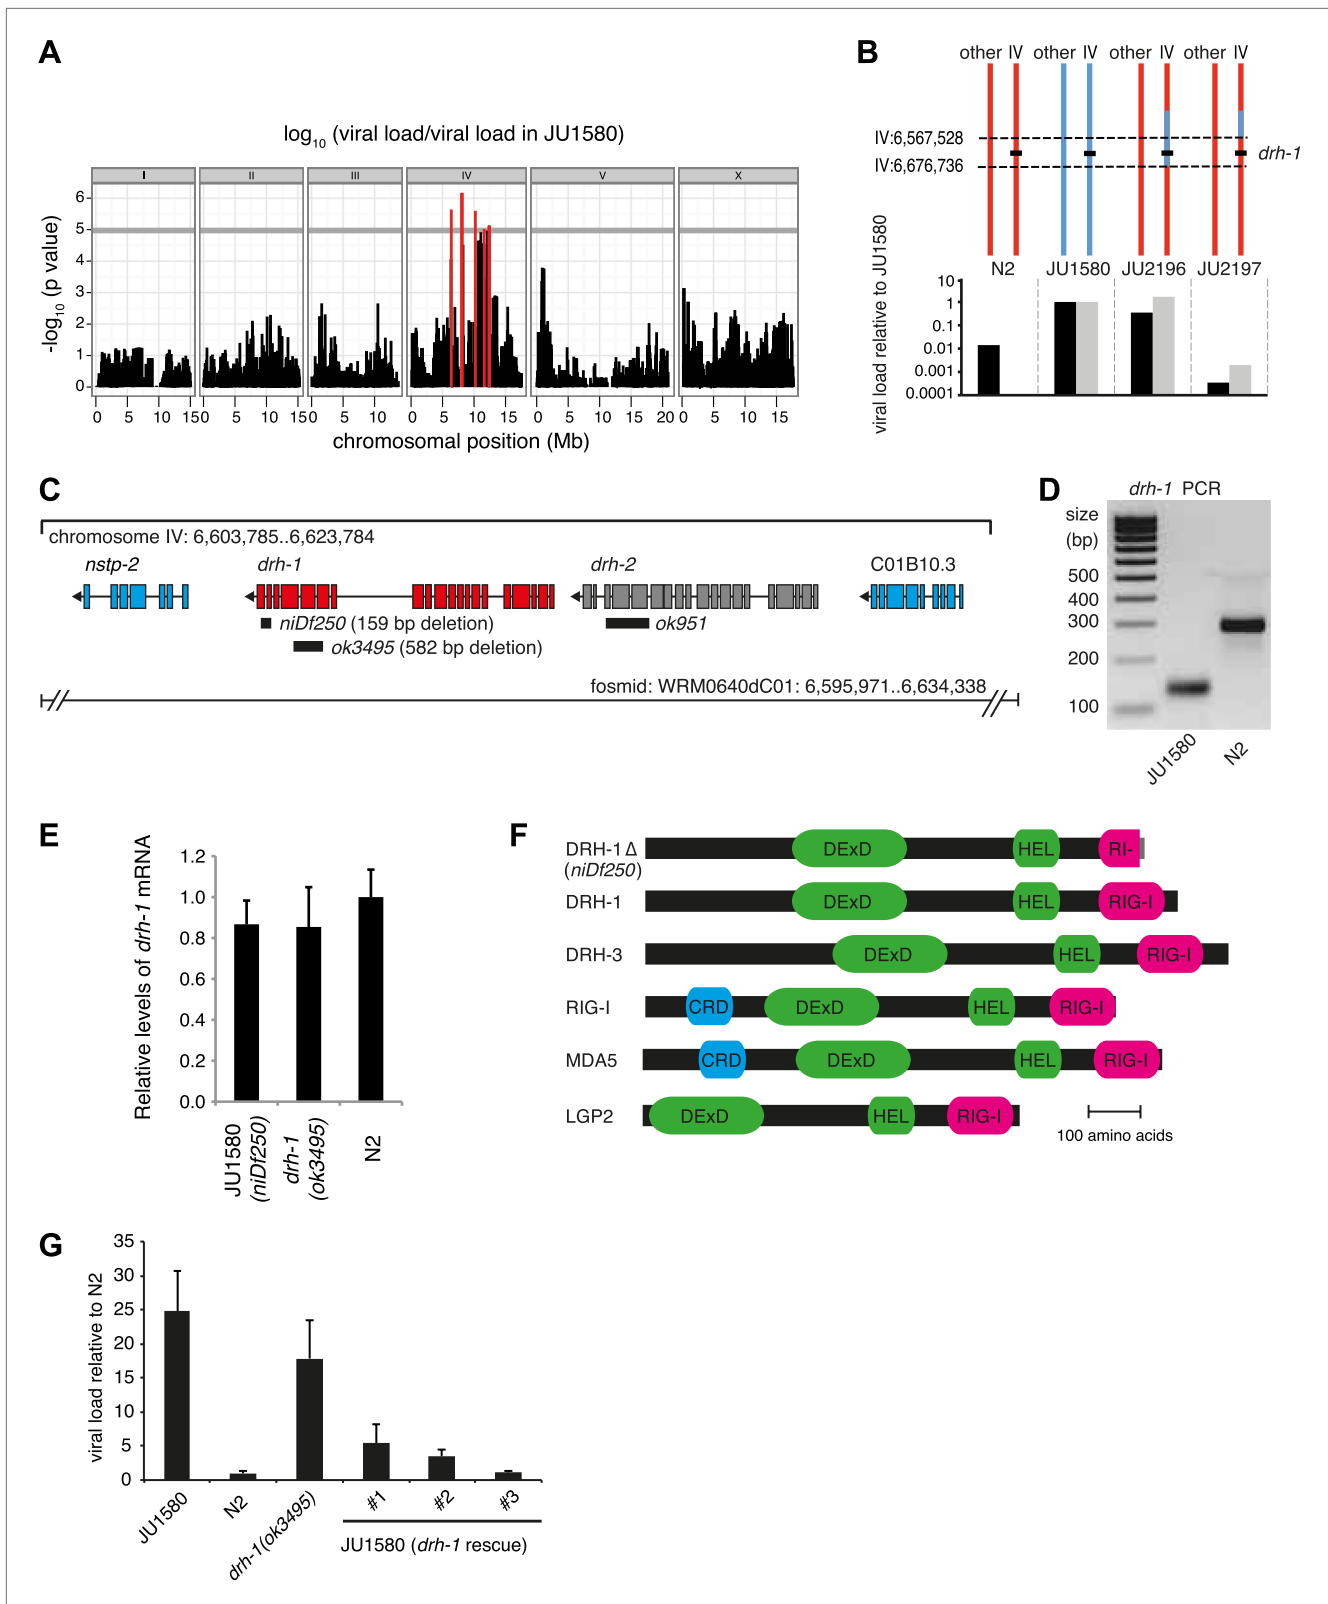 A
log10 (viral load/viral load in JU1580)
I II III IV V X
-log10 (p value)
6
5
4
3
2
1
0
0 5 10 15 0 5 10 15 0 5 10 0 5 10 15 0 5 10 15 20 0 5 10 15
chromosomal position (Mb)
B
other IV other IV other IV other IV
IV:6,567,528
IV:6,676,736
drh-1
N2 JU1580 JU2196 JU2197
viral load relative to JU1580
10
1
0.1
0.01
0.001
0.0001
C
chromosome IV: 6,603,785..6,623,784
nstp-2 drh-1 drh-2 C01B10.3
niDf250 (159 bp deletion)
ok951
ok3495 (582 bp deletion)
fosmid: WRM0640dC01: 6,595,971..6,634,338
D
drh-1 PCR
size
(bp)
500
400
300
200
100
JU1580 N2
E
Relative levels of drh-1 mRNA
1.2
1.0
0.8
0.6
0.4
0.2
0.0
JU1580
(niDf250)
drh-1
(ok3495)
N2
F
DRH-1 Δ DExD HEL RI-
(niDf250)
DRH-1 DExD HEL RIG-I
DRH-3 DExD HEL RIG-I
RIG-I CRD DExD HEL RIG-I
MDA5 CRD DExD HEL RIG-I
LGP2 DExD HEL RIG-I
100 amino acids
G
viral load relative to N2
35
30
25
20
15
10
5
0
JU1580 N2 drh-1(ok3495) #1 #2 #3
JU1580 (drh-1 rescue)